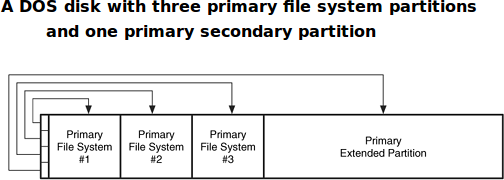 A DOS disk with three primary file system partitions
and one primary secondary partition
Primary
File System
#1
Primary
File System
#2
Primary
File System
#3
Primary
Extended Partition